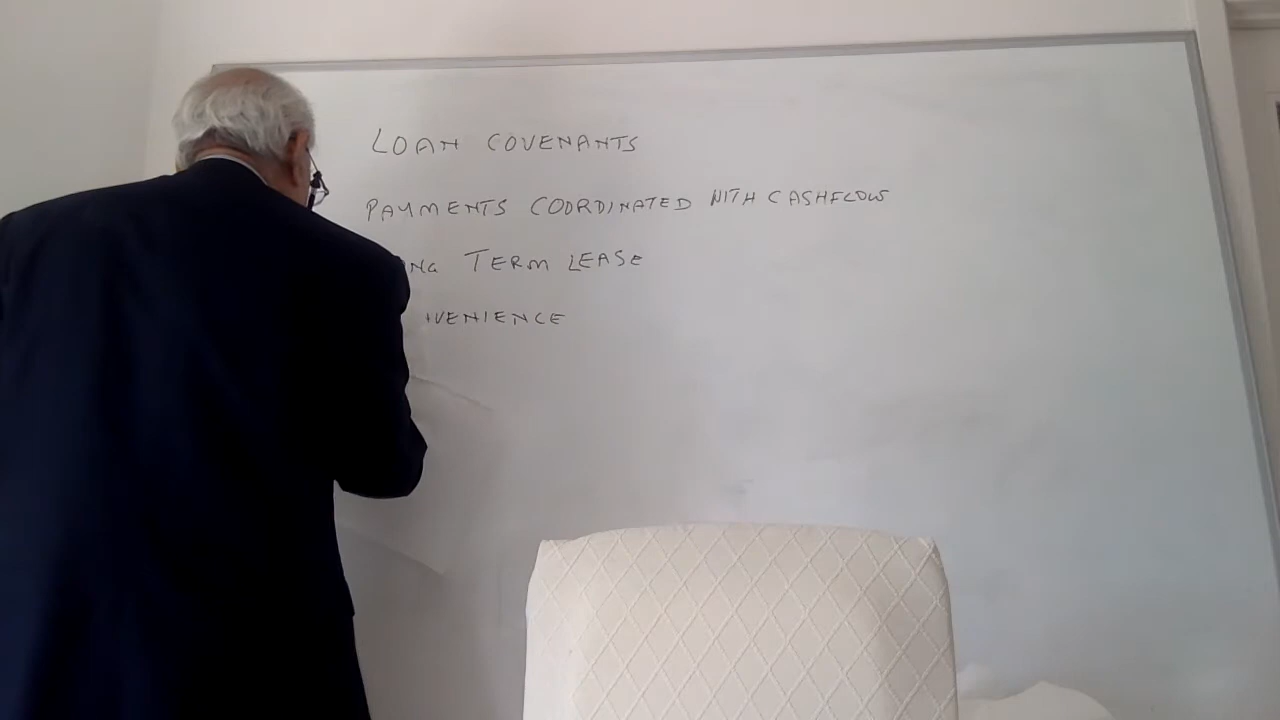 LOAN COVENANTS
PAYMENTS COORDINATED WITH CASHFLOW
TERM LEASE